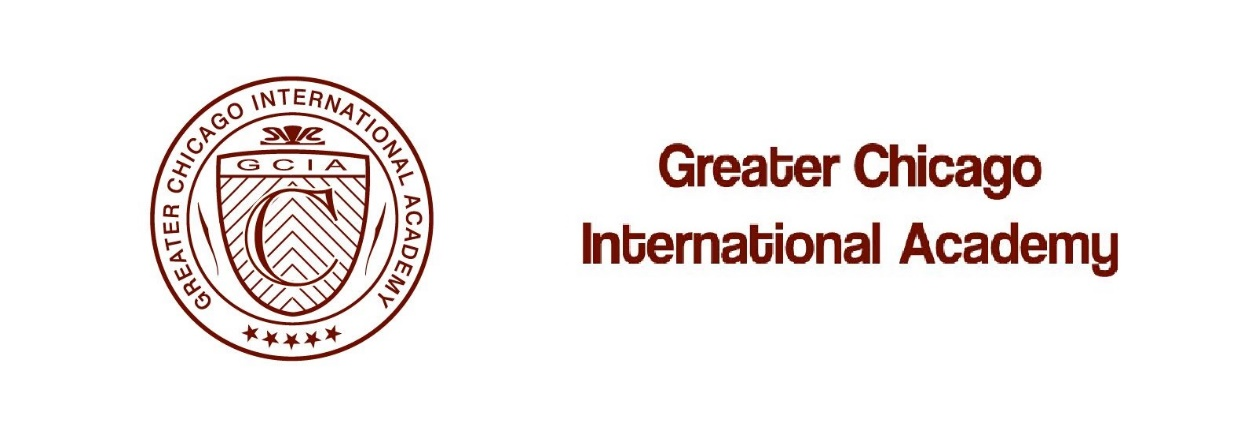 GREATER CHICAGO INTERNATIONAL ACADEMY
GCIA
C
Greater Chicago
International Academy